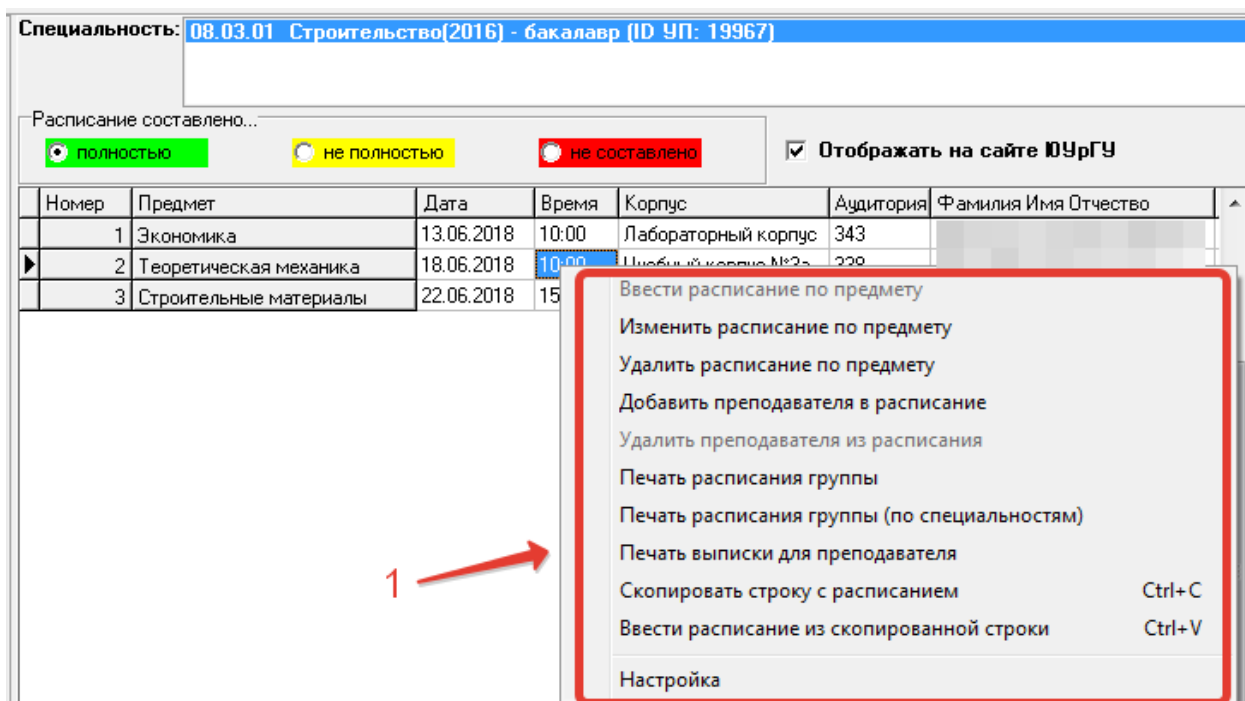 Специальность: 08.03.01 Строительство(2016) - бакалавр (ID УП: 19967)
Расписание составлено...
полностью не полностью не составлено Отображать на сайте ЮУрГУ
Номер Предмет Дата Время Корпус Аудитория Фамилия Имя Отчество
1 Экономика 13.06.2018 10:00 Лабораторный корпус 343
2 Теоретическая механика 18.06.2018 10:00 Учебный корпус №3а
3 Строительные материалы 22.06.2018 15
Ввести расписание по предмету
Изменить расписание по предмету
Удалить расписание по предмету
Добавить преподавателя в расписание
Удалить преподавателя из расписания
Печать расписания группы
Печать расписания группы (по специальностям)
Печать выписки для преподавателя
1
Скопировать строку с расписанием Ctrl+C
Ввести расписание из скопированной строки Ctrl+V
Настройка